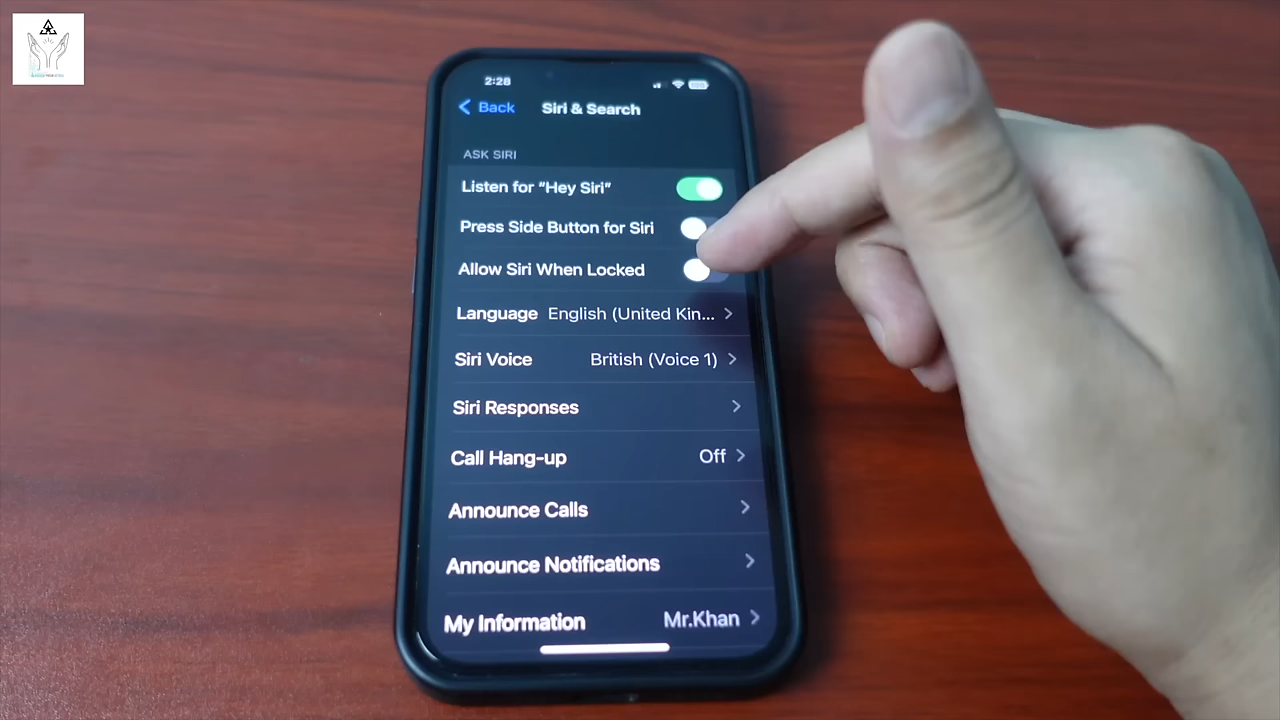 2:28
Back Siri & Search
ASK SIRI
Listen for "Hey Siri"
Press Side Button for Siri
Allow Siri When Locked
Language English (United Kin...
Siri Voice British (Voice 1)
Siri Responses
Call Hang-up Off
Announce Calls
Announce Notifications
My Information Mr.Khan